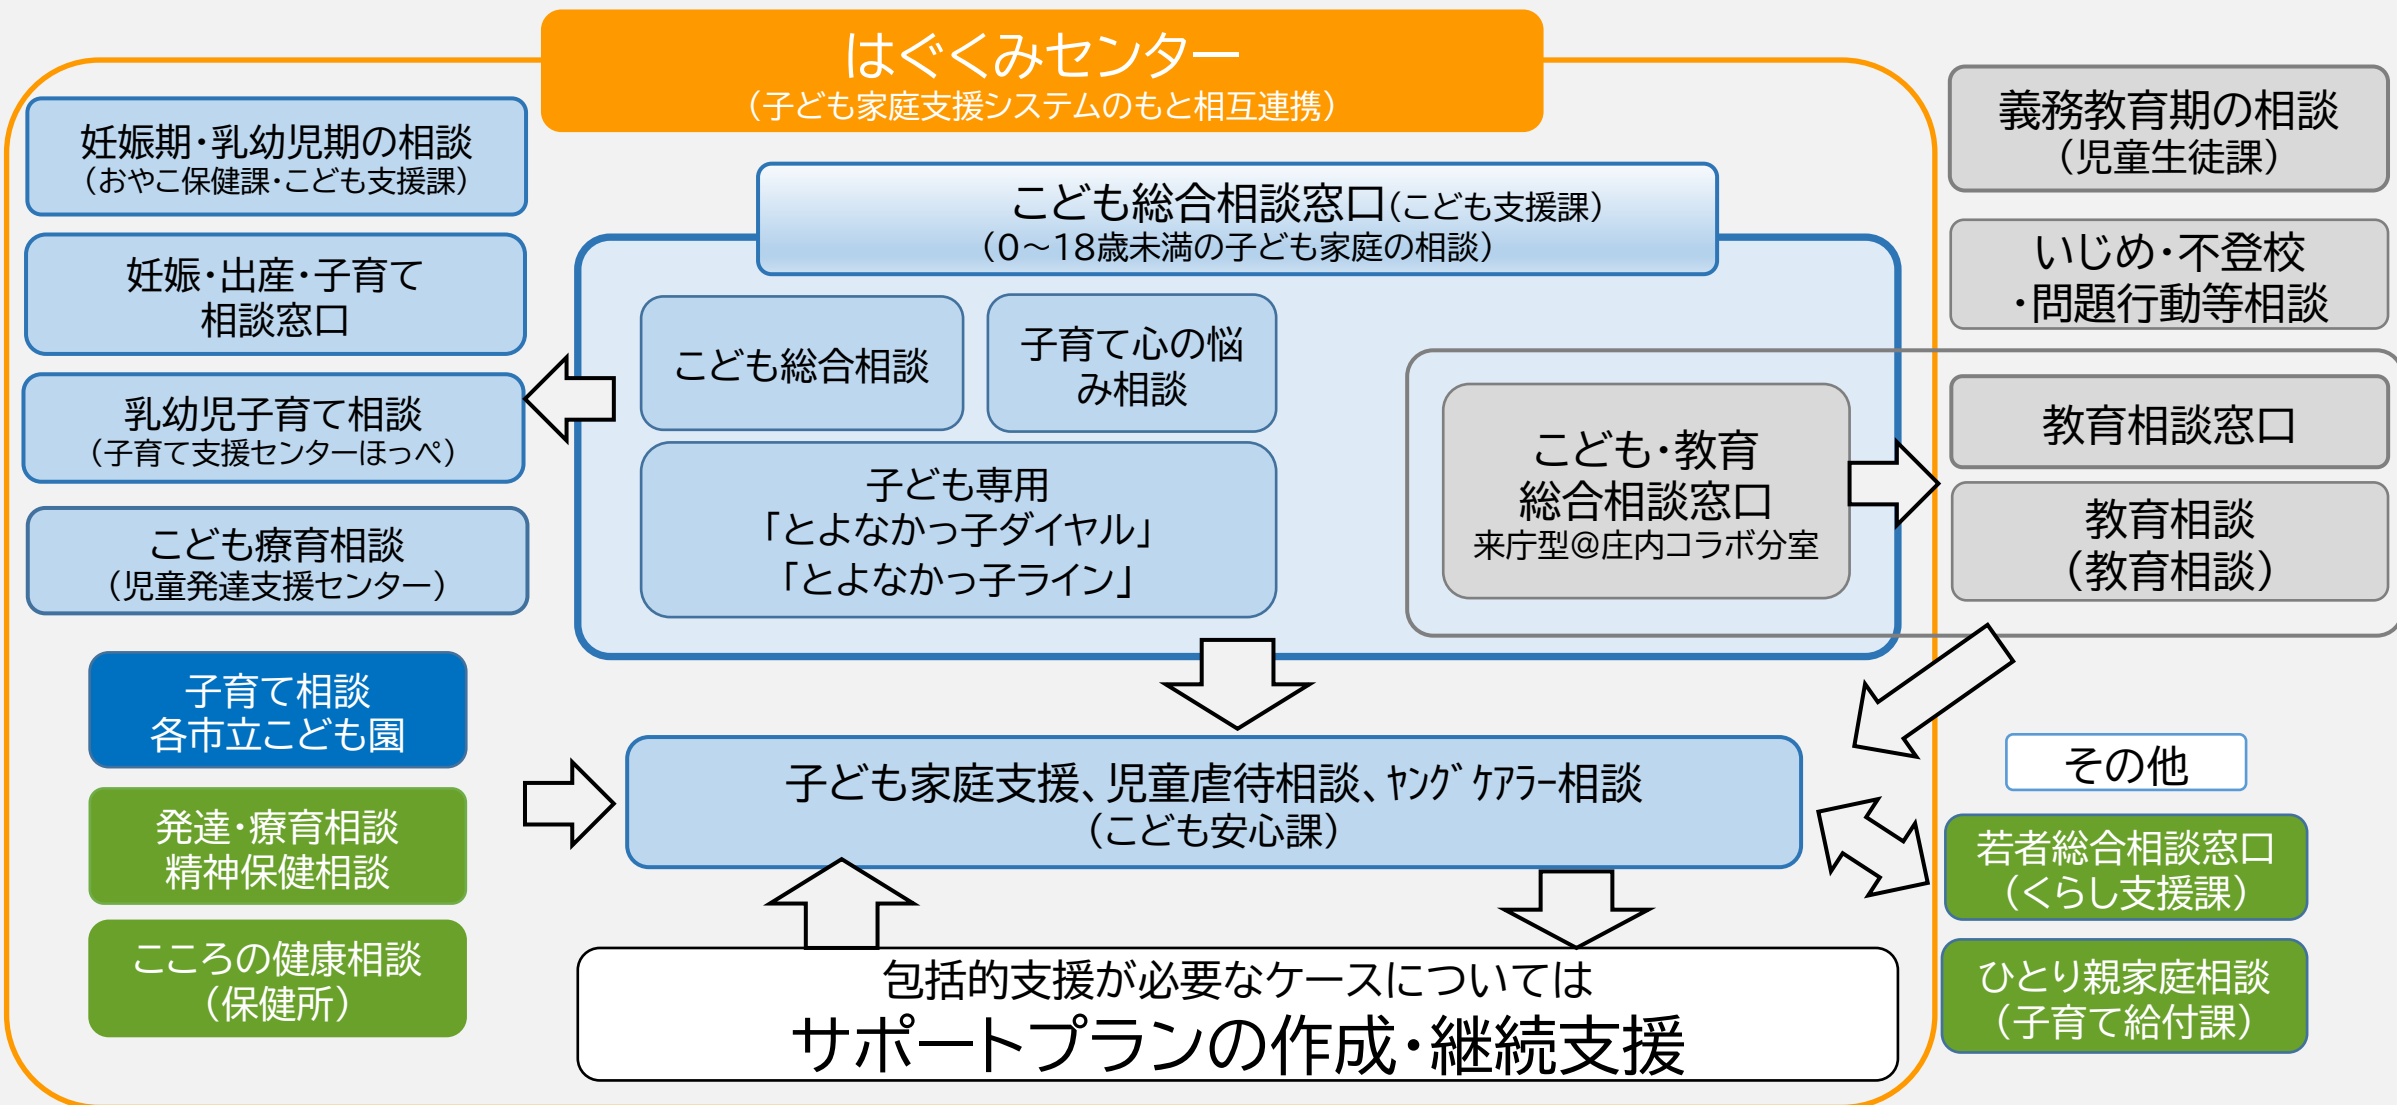 はぐくみセンター
(子ども家庭支援システムのもと相互連携)
妊娠期・乳幼児期の相談
(おやこ保健課・こども支援課)
妊娠・出産・子育て
相談窓口
乳幼児子育て相談
(子育て支援センターほっぺ)
こども療育相談
(児童発達支援センター)
子育て相談
各市立こども園
発達・療育相談
精神保健相談
こころの健康相談
(保健所)
こども総合相談窓口(こども支援課)
(0～18歳未満の子ども家庭の相談)
こども総合相談
子育て心の悩
み相談
子ども専用
「とよなかっ子ダイヤル」
「とよなかっ子ライン」
こども・教育
総合相談窓口
来庁型@庄内コラボ分室
子ども家庭支援、児童虐待相談、ﾔﾝｸﾞｹｱﾗｰ相談
(こども安心課)
包括的支援が必要なケースについては
サポートプランの作成・継続支援
義務教育期の相談
(児童生徒課)
いじめ・不登校
・問題行動等相談
教育相談窓口
教育相談
(教育相談)
その他
若者総合相談窓口
(くらし支援課)
ひとり親家庭相談
(子育て給付課)